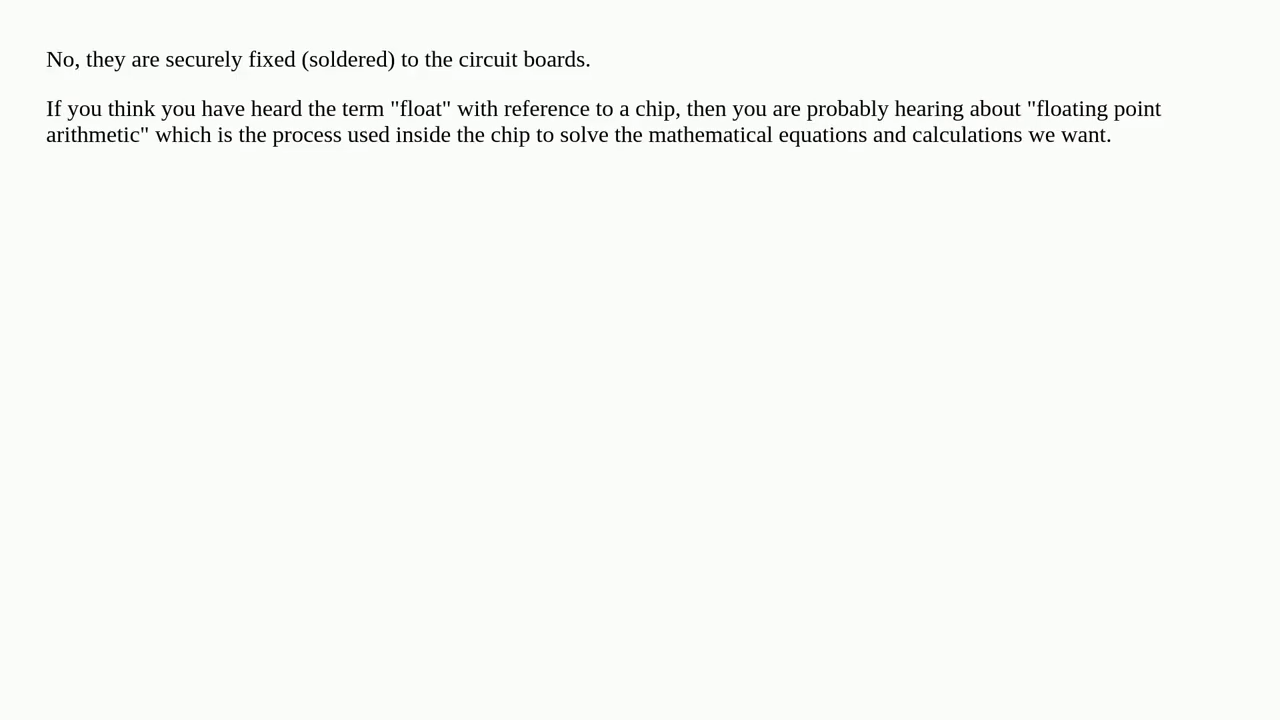 No, they are securely fixed (soldered) to the circuit boards.
If you think you have heard the term "float" with reference to a chip, then you are probably hearing about "floating point
arithmetic" which is the process used inside the chip to solve the mathematical equations and calculations we want.